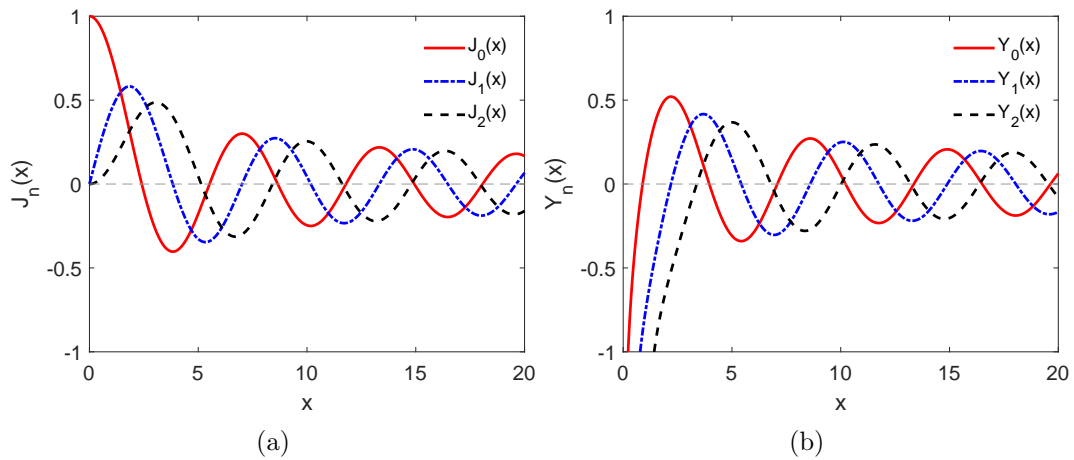 1
0.5
0
-0.5
-1
J_n(x)
J_0(x)
J_1(x)
J_2(x)
0 5 10 15 20
x
(a)
1
0.5
0
-0.5
-1
Y_n(x)
Y_0(x)
Y_1(x)
Y_2(x)
0 5 10 15 20
x
(b)